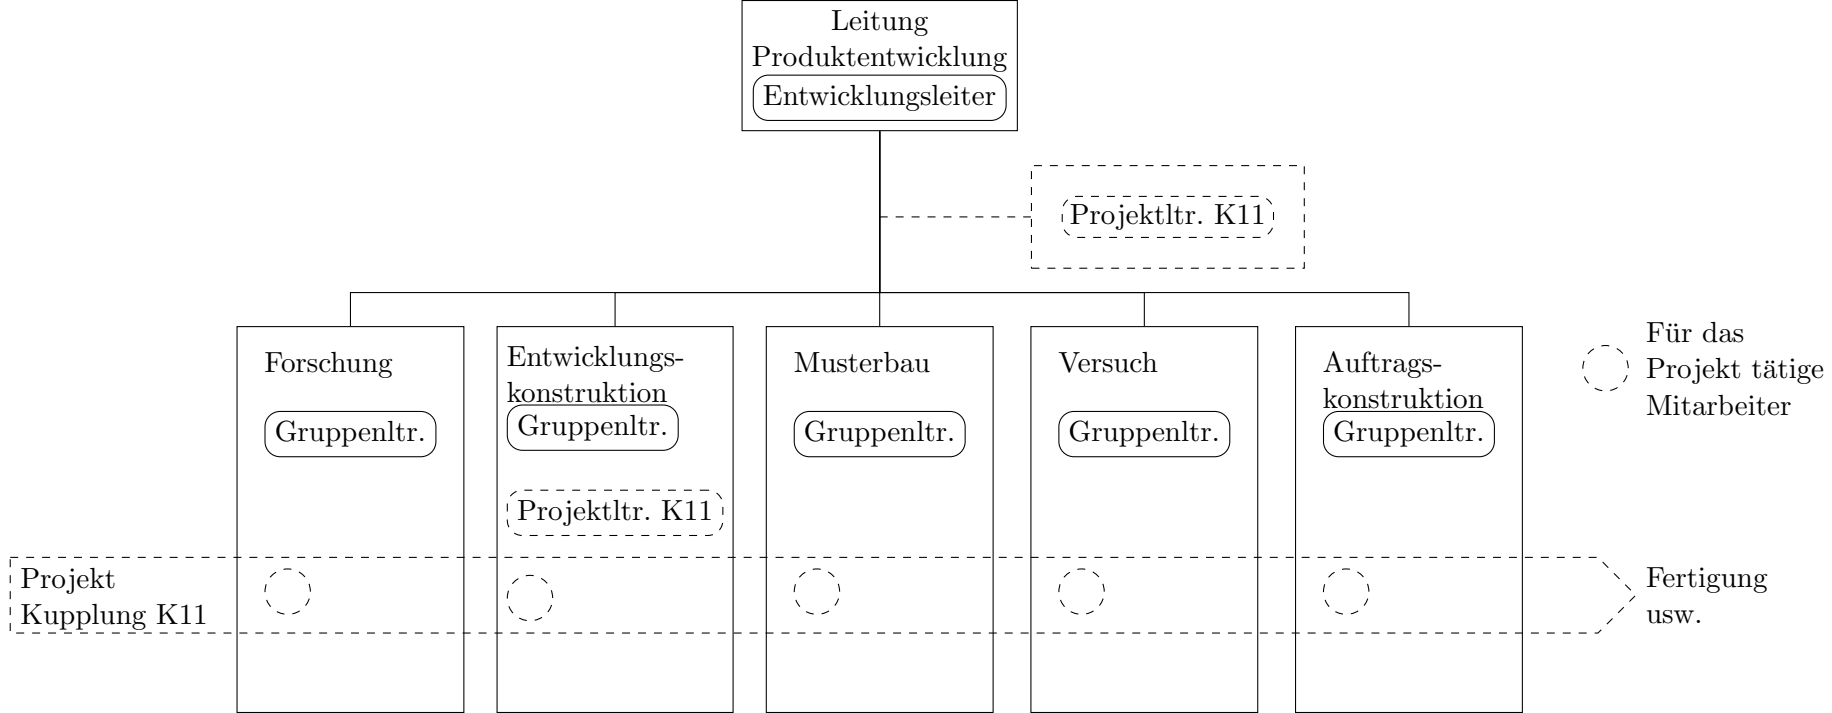 Leitung
Produktentwicklung
Entwicklungsleiter
Projektltr. K11
Forschung
Gruppenltr.
Entwicklungs-
konstruktion
Gruppenltr.
Projektltr. K11
Musterbau
Gruppenltr.
Versuch
Gruppenltr.
Auftrags-
konstruktion
Gruppenltr.
Für das
Projekt tätige
Mitarbeiter
Projekt
Kupplung K11
Fertigung
usw.